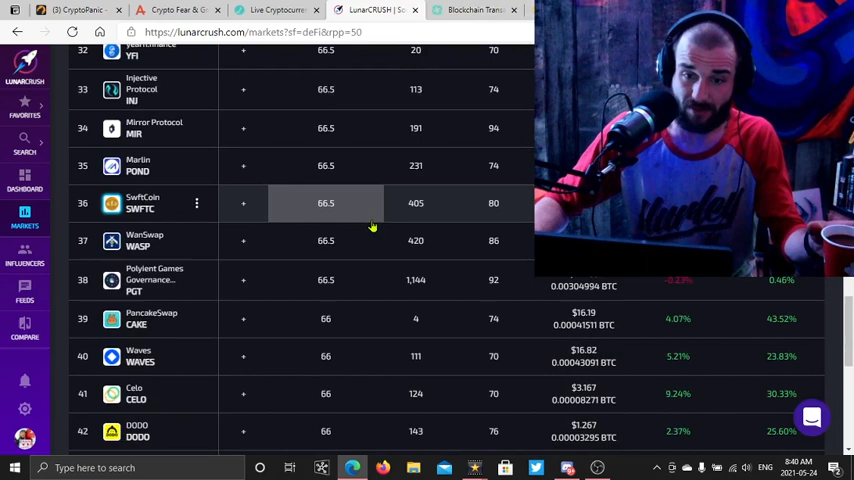 (3) CryptoPanic -
Crypto Fear & Gr
Live Cryptocurren
LunarCRUSH | So
Blockchain Trans
https://lunarcrush.com/markets?sf=deFi&rpp=50
LUNARCRUSH
FAVORITES
SEARCH
DASHBOARD
MARKETS
INFLUENCERS
FEEDS
COMPARE
32 yearn.finance YFI + 66.5 20 70
33 Injective Protocol INJ + 66.5 113 74
34 Mirror Protocol MIR + 66.5 191 94
35 Marlin POND + 66.5 231 74
36 SwftCoin SWFTC + 66.5 405 80
37 WanSwap WASP + 66.5 420 86
38 Polyient Games Governance... PGT + 66.5 1,144 92 0.00304994 BTC -0.23% 0.46%
39 PancakeSwap CAKE + 66 4 74 $16.19 0.00041511 BTC 4.07% 43.52%
40 Waves WAVES + 66 111 70 $16.82 0.00043091 BTC 5.21% 23.83%
41 Celo CELO + 66 124 70 $3.167 0.00008271 BTC 9.24% 30.33%
42 DODO DODO + 66 143 76 $1.267 0.00003295 BTC 2.37% 25.60%
Type here to search
ENG
8:40 AM
2021-05-24